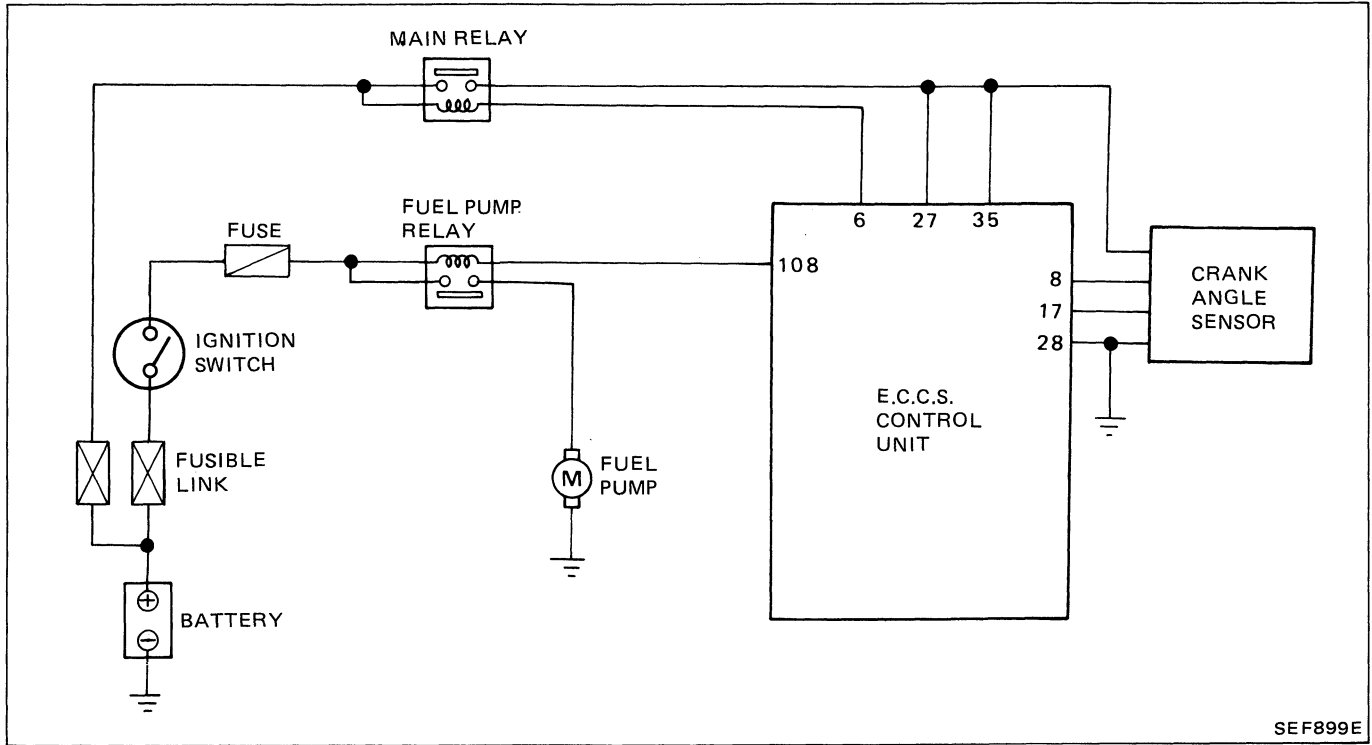 MAIN RELAY
FUEL PUMP
RELAY
FUSE
6 27 35
108
8
17
28
CRANK
ANGLE
SENSOR
IGNITION
SWITCH
E.C.C.S.
CONTROL
UNIT
FUSIBLE
LINK
M
FUEL
PUMP
+
−
BATTERY
SEF899E